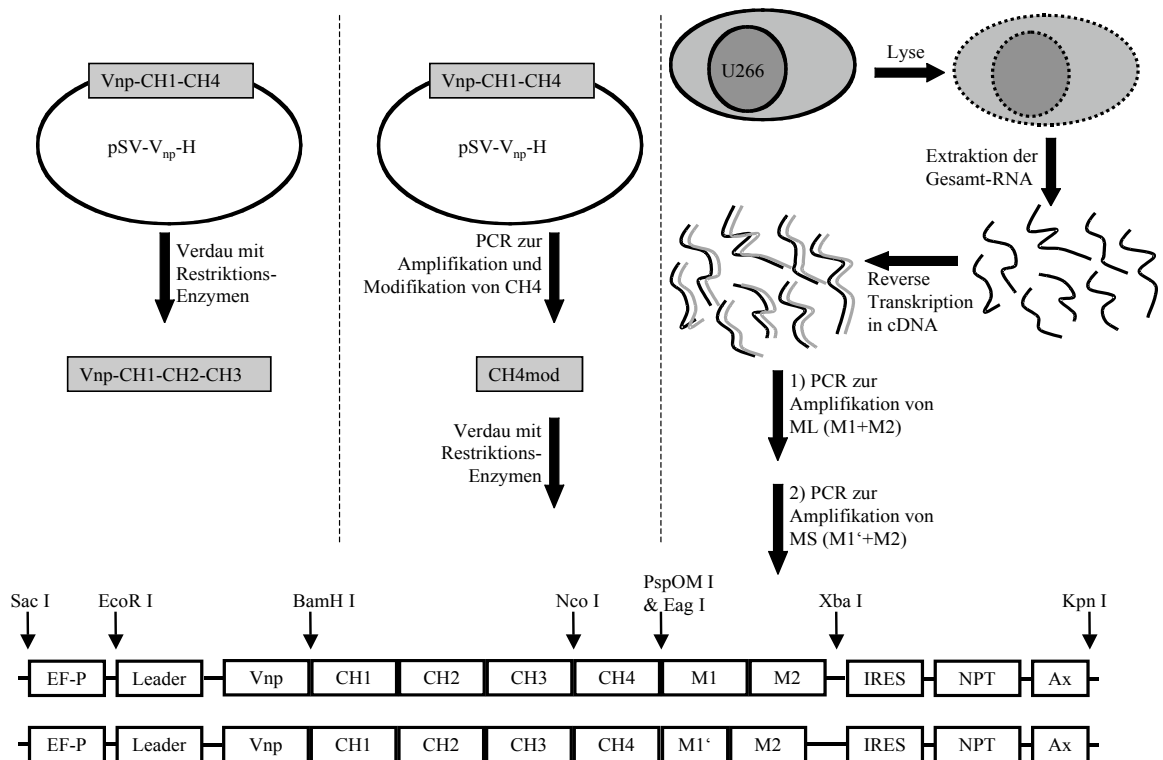 Vnp-CH1-CH4
pSV-Vnp-H
Verdau mit
Restriktions-
Enzymen
Vnp-CH1-CH2-CH3
Vnp-CH1-CH4
pSV-Vnp-H
PCR zur
Amplifikation und
Modifikation von CH4
CH4mod
Verdau mit
Restriktions-
Enzymen
U266
Lyse
Extraktion der
Gesamt-RNA
Reverse
Transkription
in cDNA
1) PCR zur
Amplifikation von
ML (M1+M2)
2) PCR zur
Amplifikation von
MS (M1‘+M2)
Sac I
EcoR I
BamH I
Nco I
PspOM I
& Eag I
Xba I
Kpn I
EF-P Leader Vnp CH1 CH2 CH3 CH4 M1 M2 IRES NPT Ax
EF-P Leader Vnp CH1 CH2 CH3 CH4 M1‘ M2 IRES NPT Ax